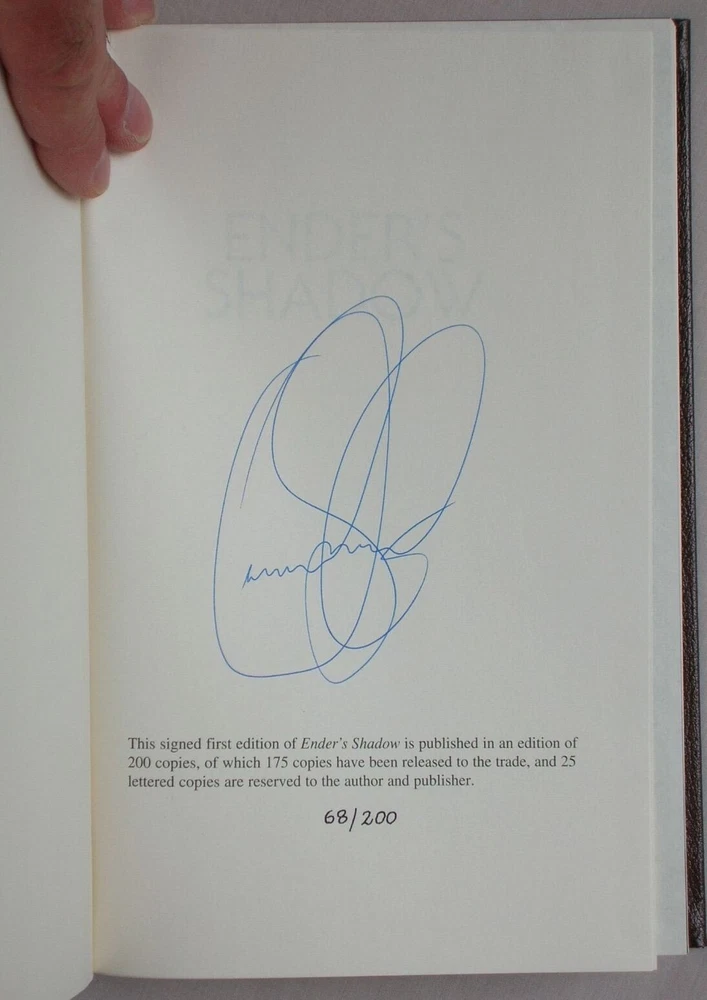 ENDER'S
SHADOW
This signed first edition of Ender's Shadow is published in an edition of
200 copies, of which 175 copies have been released to the trade, and 25
lettered copies are reserved to the author and publisher.
68/200